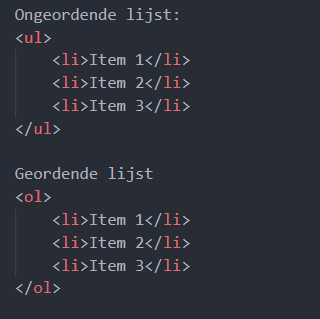 Ongeordende lijst:
<ul>
    <li>Item 1</li>
    <li>Item 2</li>
    <li>Item 3</li>
</ul>

Geordende lijst
<ol>
    <li>Item 1</li>
    <li>Item 2</li>
    <li>Item 3</li>
</ol>